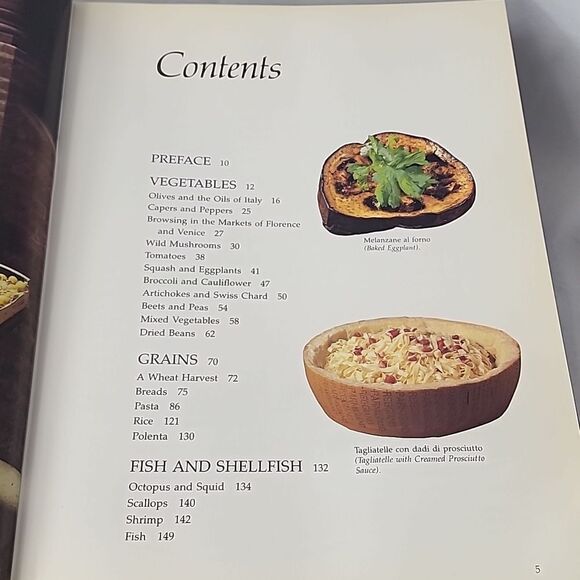 Contents
PREFACE 10
VEGETABLES 12
Olives and the Oils of Italy 16
Capers and Peppers 25
Browsing in the Markets of Florence
and Venice 27
Wild Mushrooms 30
Tomatoes 38
Squash and Eggplants 41
Broccoli and Cauliflower 47
Artichokes and Swiss Chard 50
Beets and Peas 54
Mixed Vegetables 58
Dried Beans 62
GRAINS 70
A Wheat Harvest 72
Breads 75
Pasta 86
Rice 121
Polenta 130
FISH AND SHELLFISH 132
Octopus and Squid 134
Scallops 140
Shrimp 142
Fish 149
Melanzane al forno
(Baked Eggplant).
Tagliatelle con dadi di prosciutto
(Tagliatelle with Creamed Prosciutto
Sauce).
5